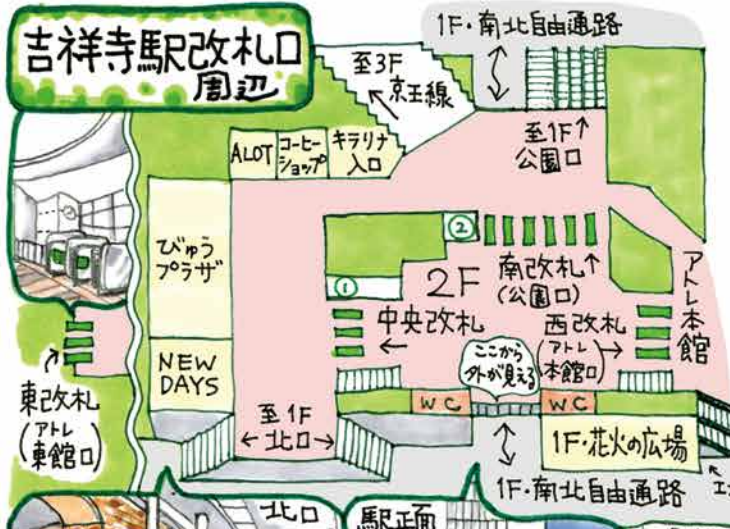 吉祥寺駅改札口
周辺
1F・南北自由通路
至3F
京王線
至1F↑
公園口
ALOT
コーヒー
ショップ
キラリナ
入口
びゅう
プラザ
②
①
2F
南改札↑
(公園口)
中央改札
←
西改札
(アトレ
本館口)→
アトレ本館
ここから
外が見える
NEW
DAYS
東改札
(アトレ
東館口)
至1F
←北口→
WC
WC
1F・花火の広場
1F・南北自由通路
北口
駅正面